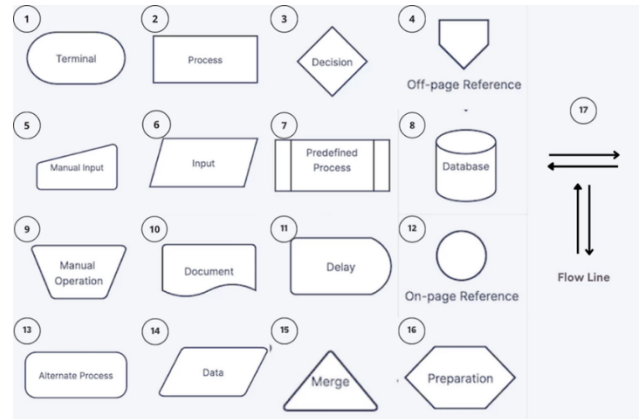 1
Terminal
2
Process
3
Decision
4
Off-page Reference
5
Manual Input
6
Input
7
Predefined
Process
8
Database
9
Manual
Operation
10
Document
11
Delay
12
On-page Reference
13
Alternate Process
14
Data
15
Merge
16
Preparation
17
Flow Line